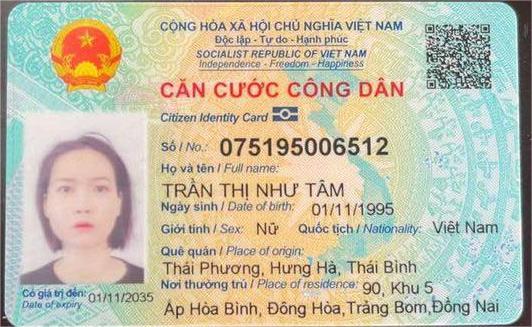 CỘNG HÒA XÃ HỘI CHỦ NGHĨA VIỆT NAM
Độc lập - Tự do - Hạnh phúc
SOCIALIST REPUBLIC OF VIET NAM
Independence - Freedom - Happiness
CĂN CƯỚC CÔNG DÂN
Citizen Identity Card
Số / No.: 075195006512
Họ và tên / Full name:
TRẦN THỊ NHƯ TÂM
Ngày sinh / Date of birth: 01/11/1995
Giới tính / Sex: Nữ Quốc tịch / Nationality: Việt Nam
Quê quán / Place of origin:
Thái Phương, Hưng Hà, Thái Bình
Nơi thường trú / Place of residence: 90, Khu 5
Ấp Hòa Bình, Đông Hòa,Trảng Bom,Đồng Nai
Có giá trị đến: 01/11/2035
Date of expiry